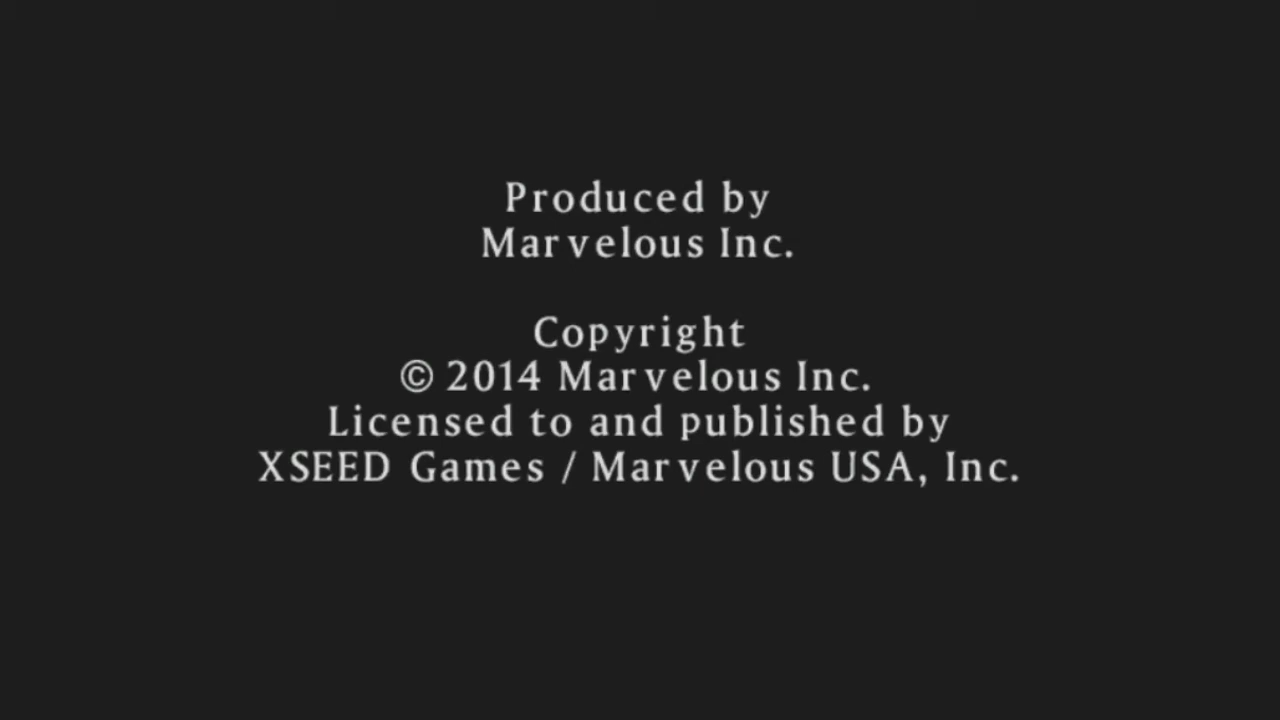 Produced by
Marvelous Inc.
Copyright
© 2014 Marvelous Inc.
Licensed to and published by
XSEED Games / Marvelous USA, Inc.